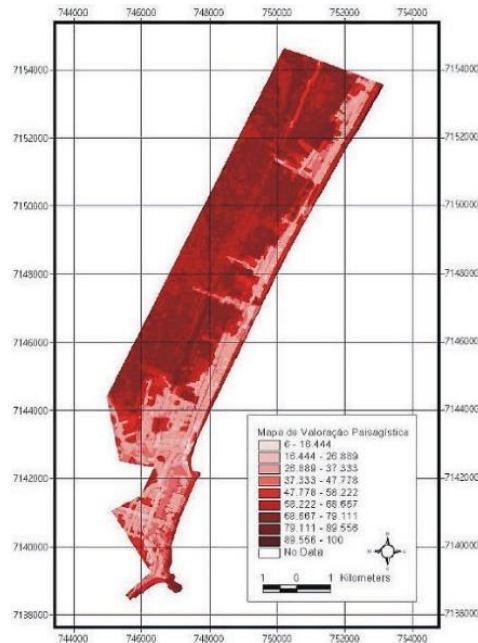 744000 746000 748000 750000 752000 754000
7154000 7154000
7152000 7152000
7150000 7150000
7148000 7148000
7146000 7146000
7144000 7144000
Mapa de Valoração Paisagística
6 - 16.444
16.444 - 26.889
26.889 - 37.333
37.333 - 47.778
47.778 - 58.222
58.222 - 68.667
68.667 - 79.111
79.111 - 89.556
89.556 - 100
No Data
7142000 7142000
7140000 7140000
1 0 1 Kilometers
7138000 7138000
744000 746000 748000 750000 752000 754000